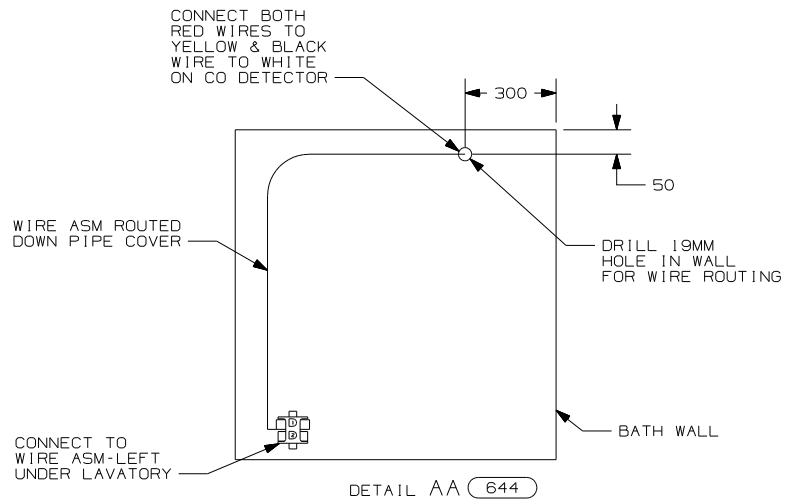 CONNECT BOTH
RED WIRES TO
YELLOW & BLACK
WIRE TO WHITE
ON CO DETECTOR
300
50
WIRE ASM ROUTED
DOWN PIPE COVER
DRILL 19MM
HOLE IN WALL
FOR WIRE ROUTING
BATH WALL
CONNECT TO
WIRE ASM-LEFT
UNDER LAVATORY
DETAIL AA 644